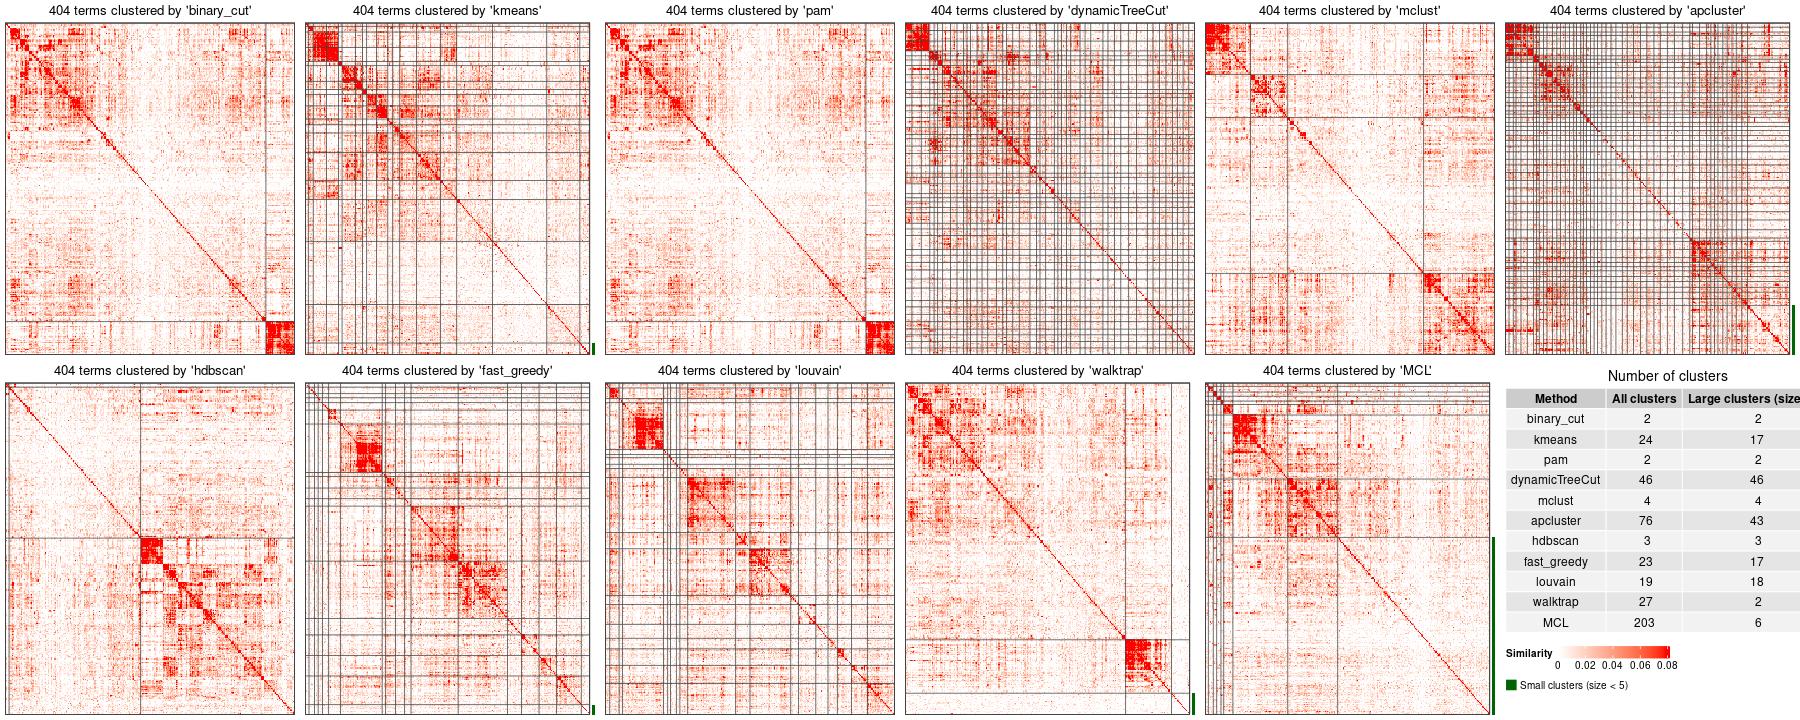 404 terms clustered by 'binary_cut'
404 terms clustered by 'kmeans'
404 terms clustered by 'pam'
404 terms clustered by 'dynamicTreeCut'
404 terms clustered by 'mclust'
404 terms clustered by 'apcluster'
404 terms clustered by 'hdbscan'
404 terms clustered by 'fast_greedy'
404 terms clustered by 'louvain'
404 terms clustered by 'walktrap'
404 terms clustered by 'MCL'
Number of clusters
Method All clusters Large clusters (size
binary_cut 2 2
kmeans 24 17
pam 2 2
dynamicTreeCut 46 46
mclust 4 4
apcluster 76 43
hdbscan 3 3
fast_greedy 23 17
louvain 19 18
walktrap 27 2
MCL 203 6
Similarity
0 0.02 0.04 0.06 0.08
Small clusters (size < 5)